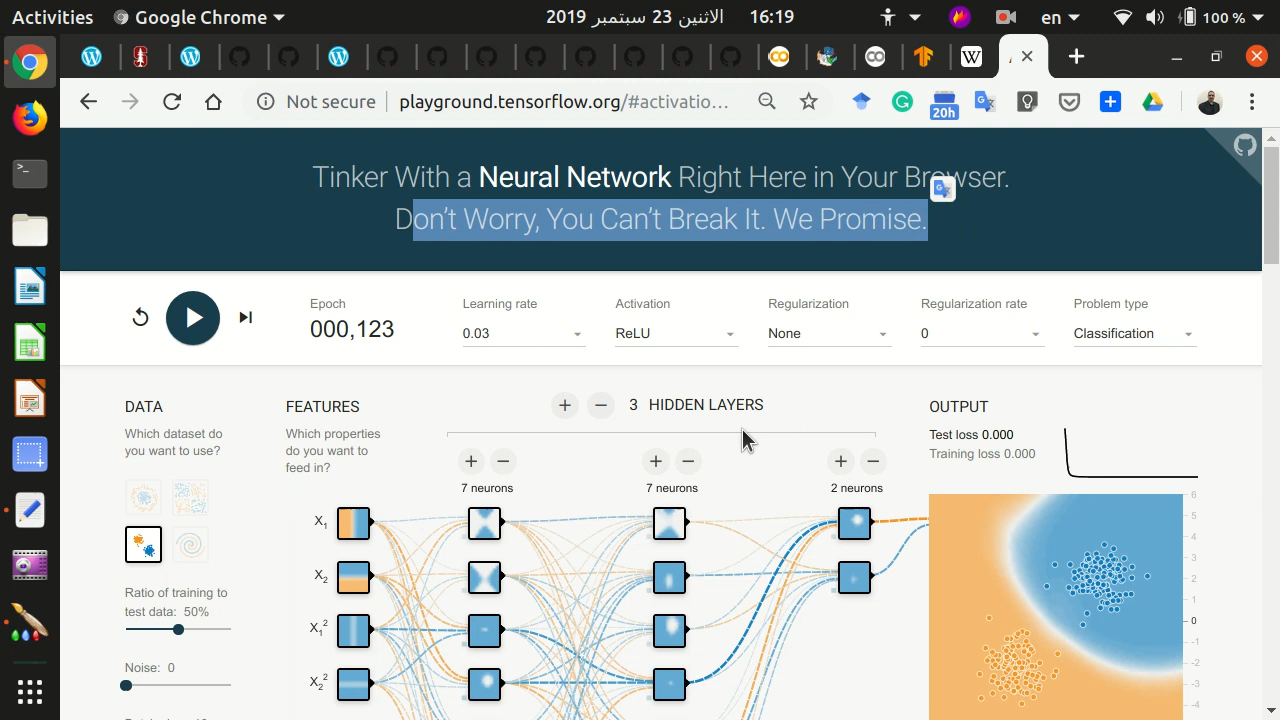 Activities Google Chrome الاثنين 23 سبتمبر 2019 16:19 en 100 %
Not secure playground.tensorflow.org/#activatio...
20h
Tinker With a Neural Network Right Here in Your Browser.
Don't Worry, You Can't Break It. We Promise.
Epoch
000,123
Learning rate
0.03
Activation
ReLU
Regularization
None
Regularization rate
0
Problem type
Classification
DATA
Which dataset do
you want to use?
Ratio of training to
test data: 50%
Noise: 0
FEATURES
Which properties
do you want to
feed in?
X₁
X₂
X₁²
X₂²
+ − 3 HIDDEN LAYERS
+ −
7 neurons
+ −
7 neurons
+ −
2 neurons
OUTPUT
Test loss 0.000
Training loss 0.000
6
5
4
3
2
1
0
-1
-2
-3
-4